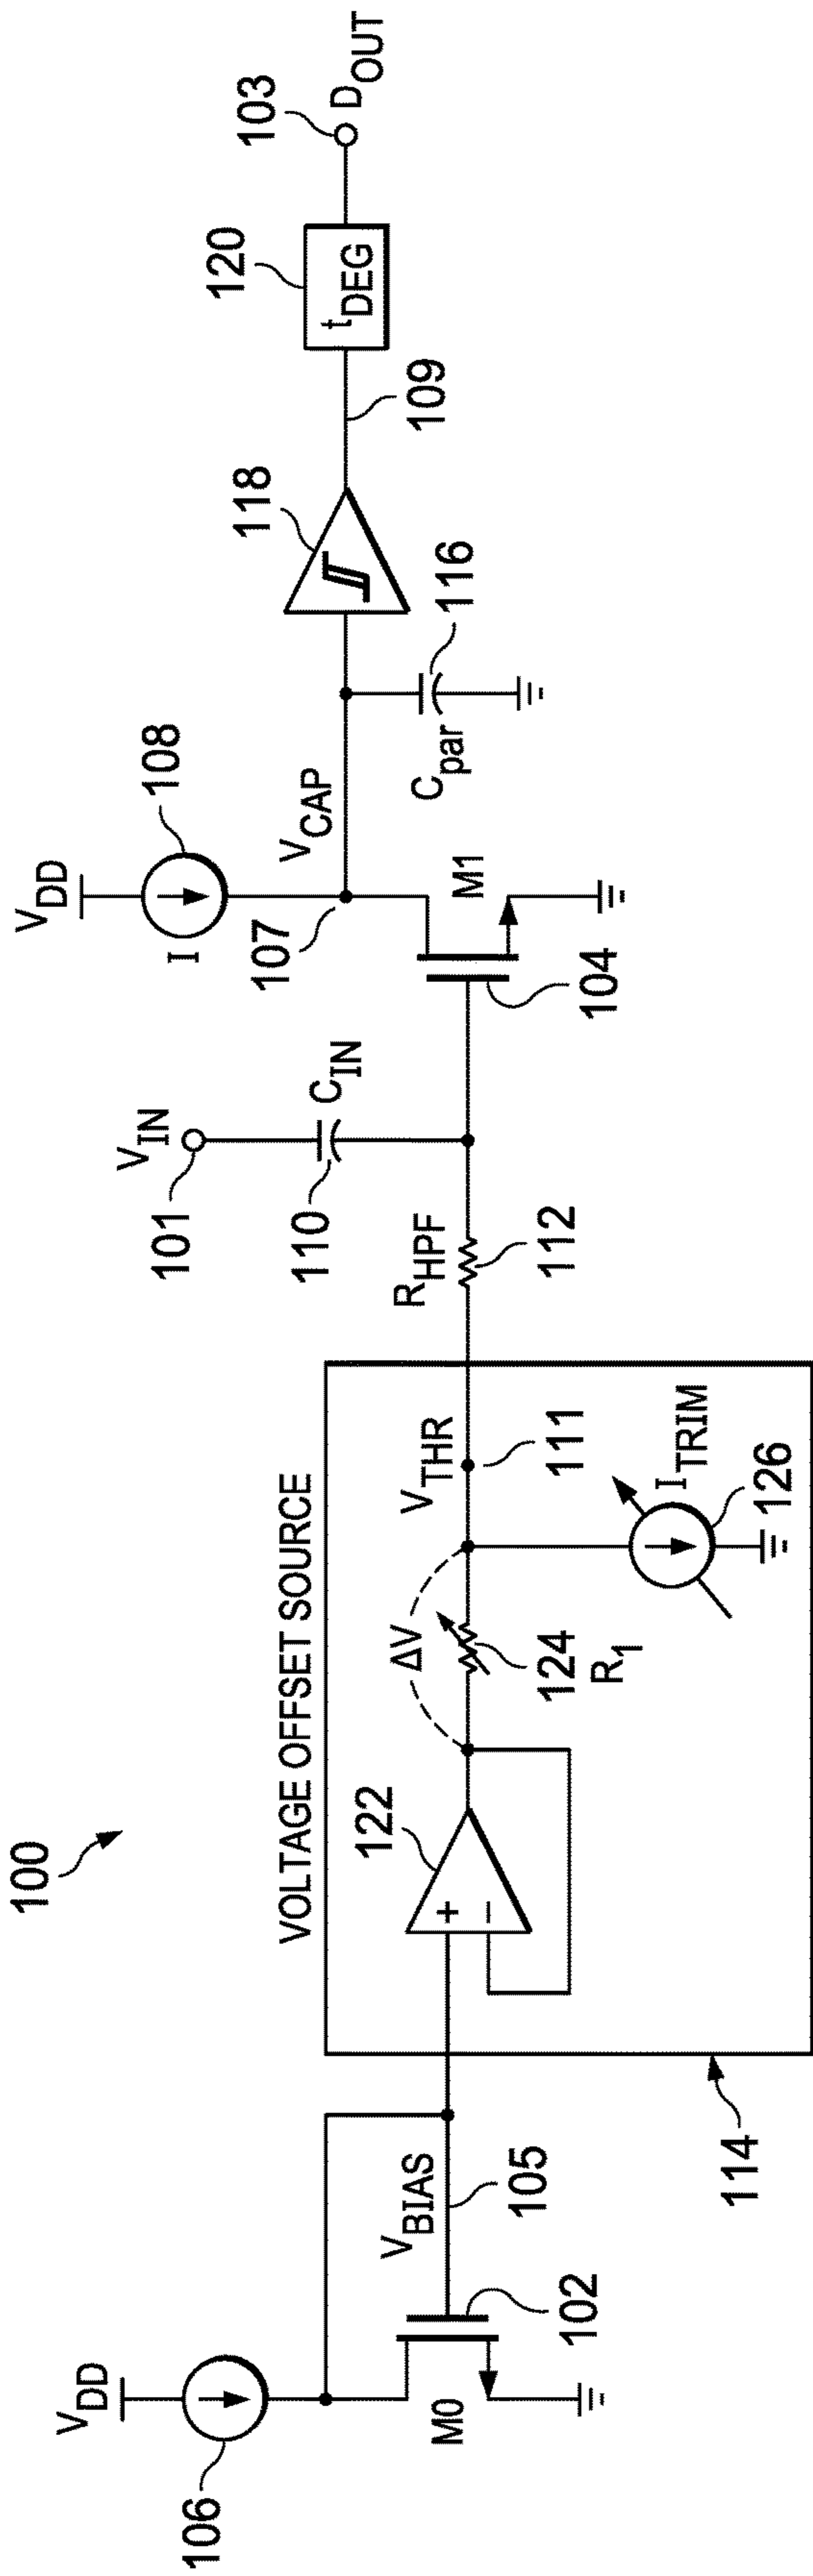 100
V_DD
106
M0
102
V_BIAS
105
114
VOLTAGE OFFSET SOURCE
122
+
−
ΔV
124
R_1
V_THR
111
I_TRIM
126
R_HPF
112
V_IN
101
110
C_IN
V_DD
108
I
107
V_CAP
M1
104
C_par
116
118
109
120
t_DEG
103
D_OUT